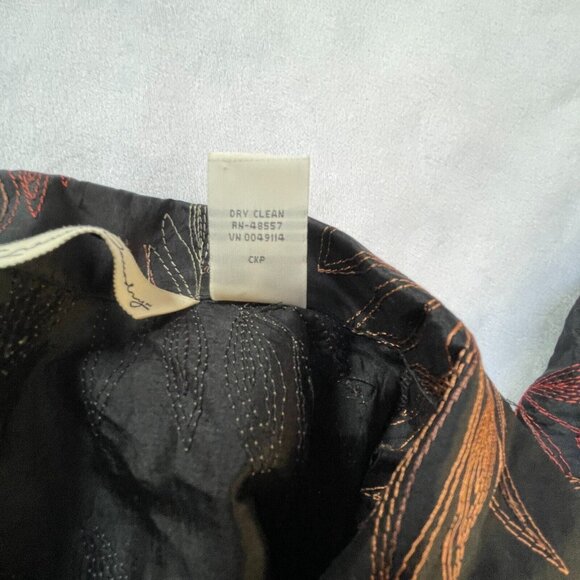 DRY CLEAN
RN-48557
VN 0049114
CKP